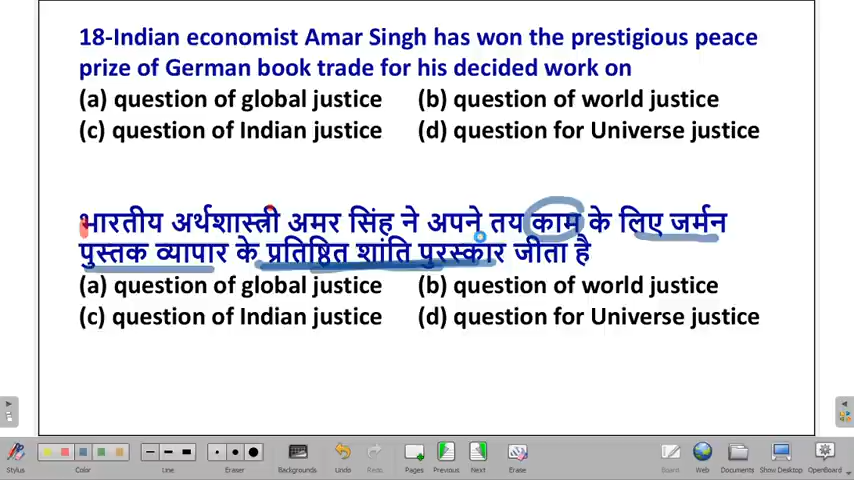 18-Indian economist Amar Singh has won the prestigious peace
prize of German book trade for his decided work on
(a) question of global justice (b) question of world justice
(c) question of Indian justice (d) question for Universe justice
भारतीय अर्थशास्त्री अमर सिंह ने अपने तय काम के लिए जर्मन
पुस्तक व्यापार के प्रतिष्ठित शांति पुरस्कार जीता है
(a) question of global justice (b) question of world justice
(c) question of Indian justice (d) question for Universe justice
Stylus Color Line Eraser Backgrounds Undo Redo Pages Previous Next Erase Board Web Documents Show Desktop OpenBoard